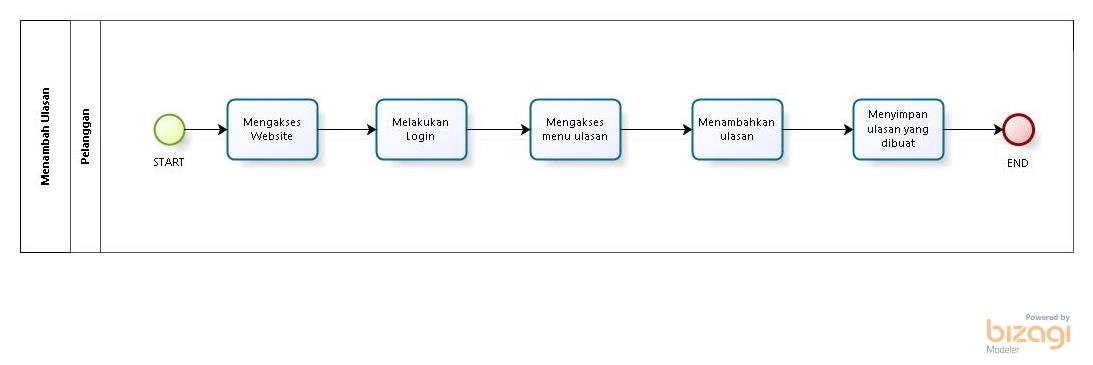 Menambah Ulasan
Pelanggan
START
Mengakses
Website
Melakukan
Login
Mengakses
menu ulasan
Menambahkan
ulasan
Menyimpan
ulasan yang
dibuat
END
Powered by
bizagi
Modeler